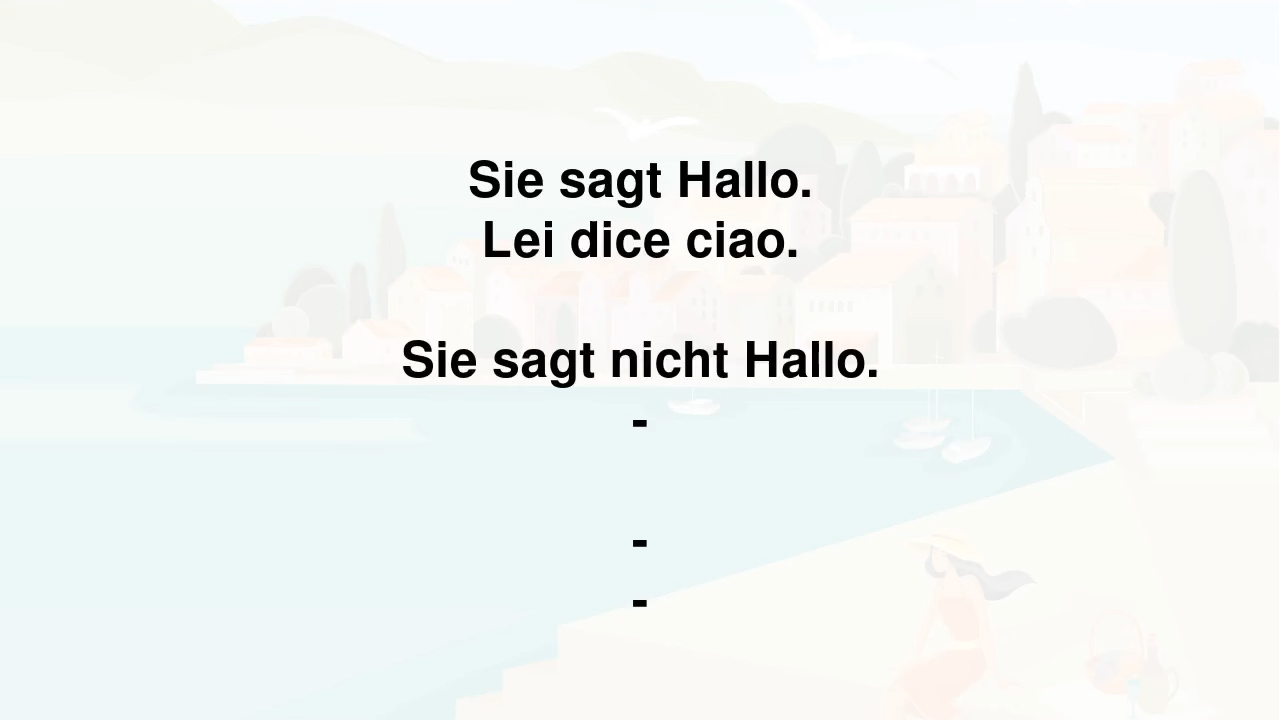 Sie sagt Hallo.
Lei dice ciao.
Sie sagt nicht Hallo.
-
-
-